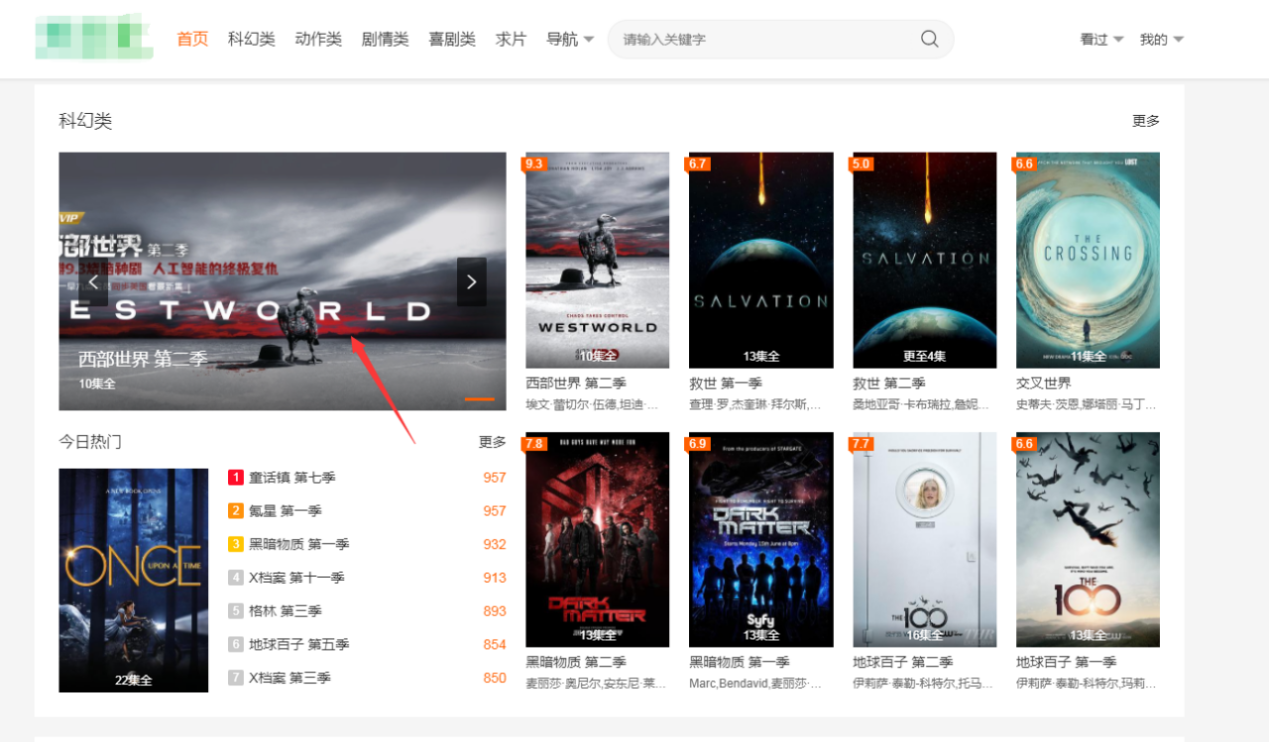 首页 科幻类 动作类 剧情类 喜剧类 求片 导航 请输入关键字 看过 我的
科幻类 更多
VIP
西部世界 第二季
人工智能的终极复仇
ESTWORLD
西部世界 第二季
10集全
9.3
WESTWORLD
10集全
西部世界 第二季
埃文·蕾切尔·伍德,坦迪·...
6.7
SALVATION
13集全
救世 第一季
查理·罗,杰奎琳·拜尔斯,...
5.0
SALVATION
更至4集
救世 第二季
桑地亚哥·卡布瑞拉,詹妮...
6.6
THE
CROSSING
11集全
交叉世界
史蒂夫·茨恩,娜塔丽·马丁...
今日热门 更多
A NEW BOOK OPENS
ONCE
UPON A TIME
22集全
1 童话镇 第七季 957
2 氪星 第一季 957
3 黑暗物质 第一季 932
4 X档案 第十一季 913
5 格林 第三季 893
6 地球百子 第五季 854
7 X档案 第三季 850
7.8
BAD GUYS HAVE WAY MORE FUN
DARK
MATTER
13集全
黑暗物质 第二季
麦丽莎·奥尼尔,安东尼·莱...
6.9
From the producers of STARGATE
DARK
MATTER
Syfy
13集全
黑暗物质 第一季
Marc,Bendavid,麦丽莎·...
7.7
THE
100
16集全
地球百子 第二季
伊莉萨·泰勒-科特尔,托马...
6.6
THE
100
13集全
地球百子 第一季
伊莉萨·泰勒-科特尔,玛莉...